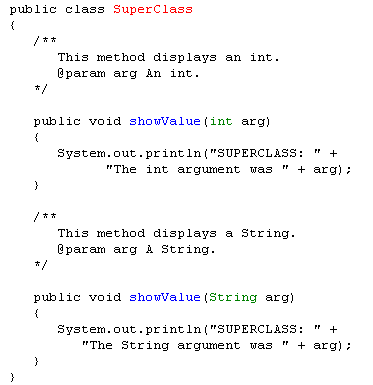 public class SuperClass
{
/**
This method displays an int.
@param arg An int.
*/
public void showValue(int arg)
{
System.out.println("SUPERCLASS: " +
"The int argument was " + arg);
}
/**
This method displays a String.
@param arg A String.
*/
public void showValue(String arg)
{
System.out.println("SUPERCLASS: " +
"The String argument was " + arg);
}
}